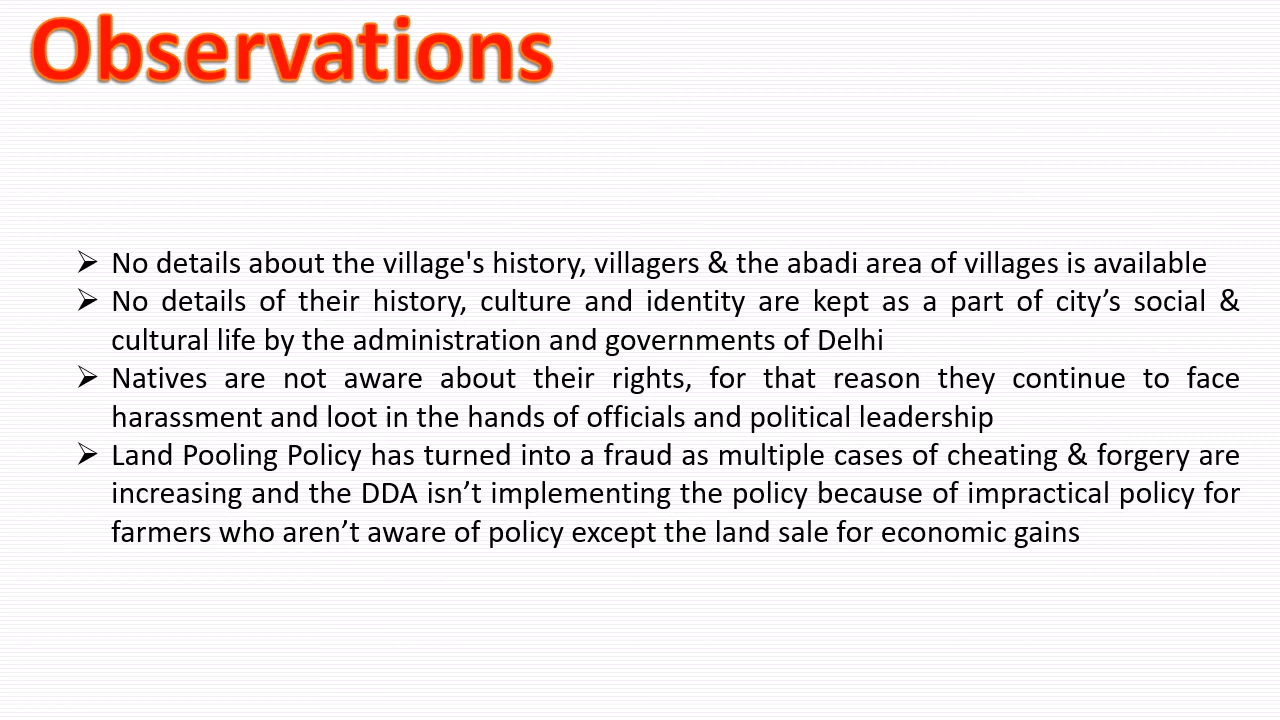 Observations
➢ No details about the village's history, villagers & the abadi area of villages is available
➢ No details of their history, culture and identity are kept as a part of city’s social &
cultural life by the administration and governments of Delhi
➢ Natives are not aware about their rights, for that reason they continue to face
harassment and loot in the hands of officials and political leadership
➢ Land Pooling Policy has turned into a fraud as multiple cases of cheating & forgery are
increasing and the DDA isn’t implementing the policy because of impractical policy for
farmers who aren’t aware of policy except the land sale for economic gains